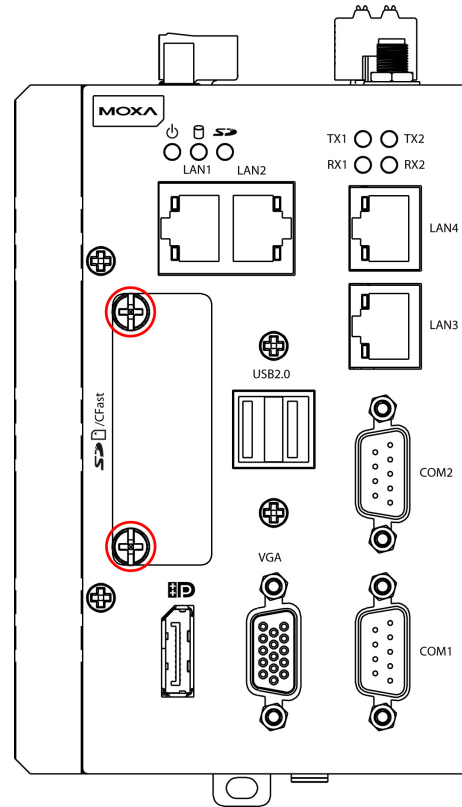 MOXA
TX1 TX2
RX1 RX2
LAN1 LAN2
LAN4
LAN3
USB2.0
/CFast
COM2
VGA
COM1